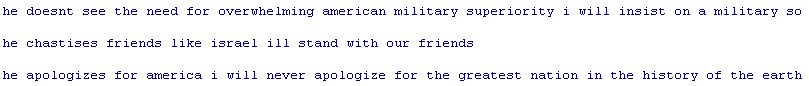 he doesnt see the need for overwhelming american military superiority i will insist on a military so
he chastises friends like israel ill stand with our friends
he apologizes for america i will never apologize for the greatest nation in the history of the earth